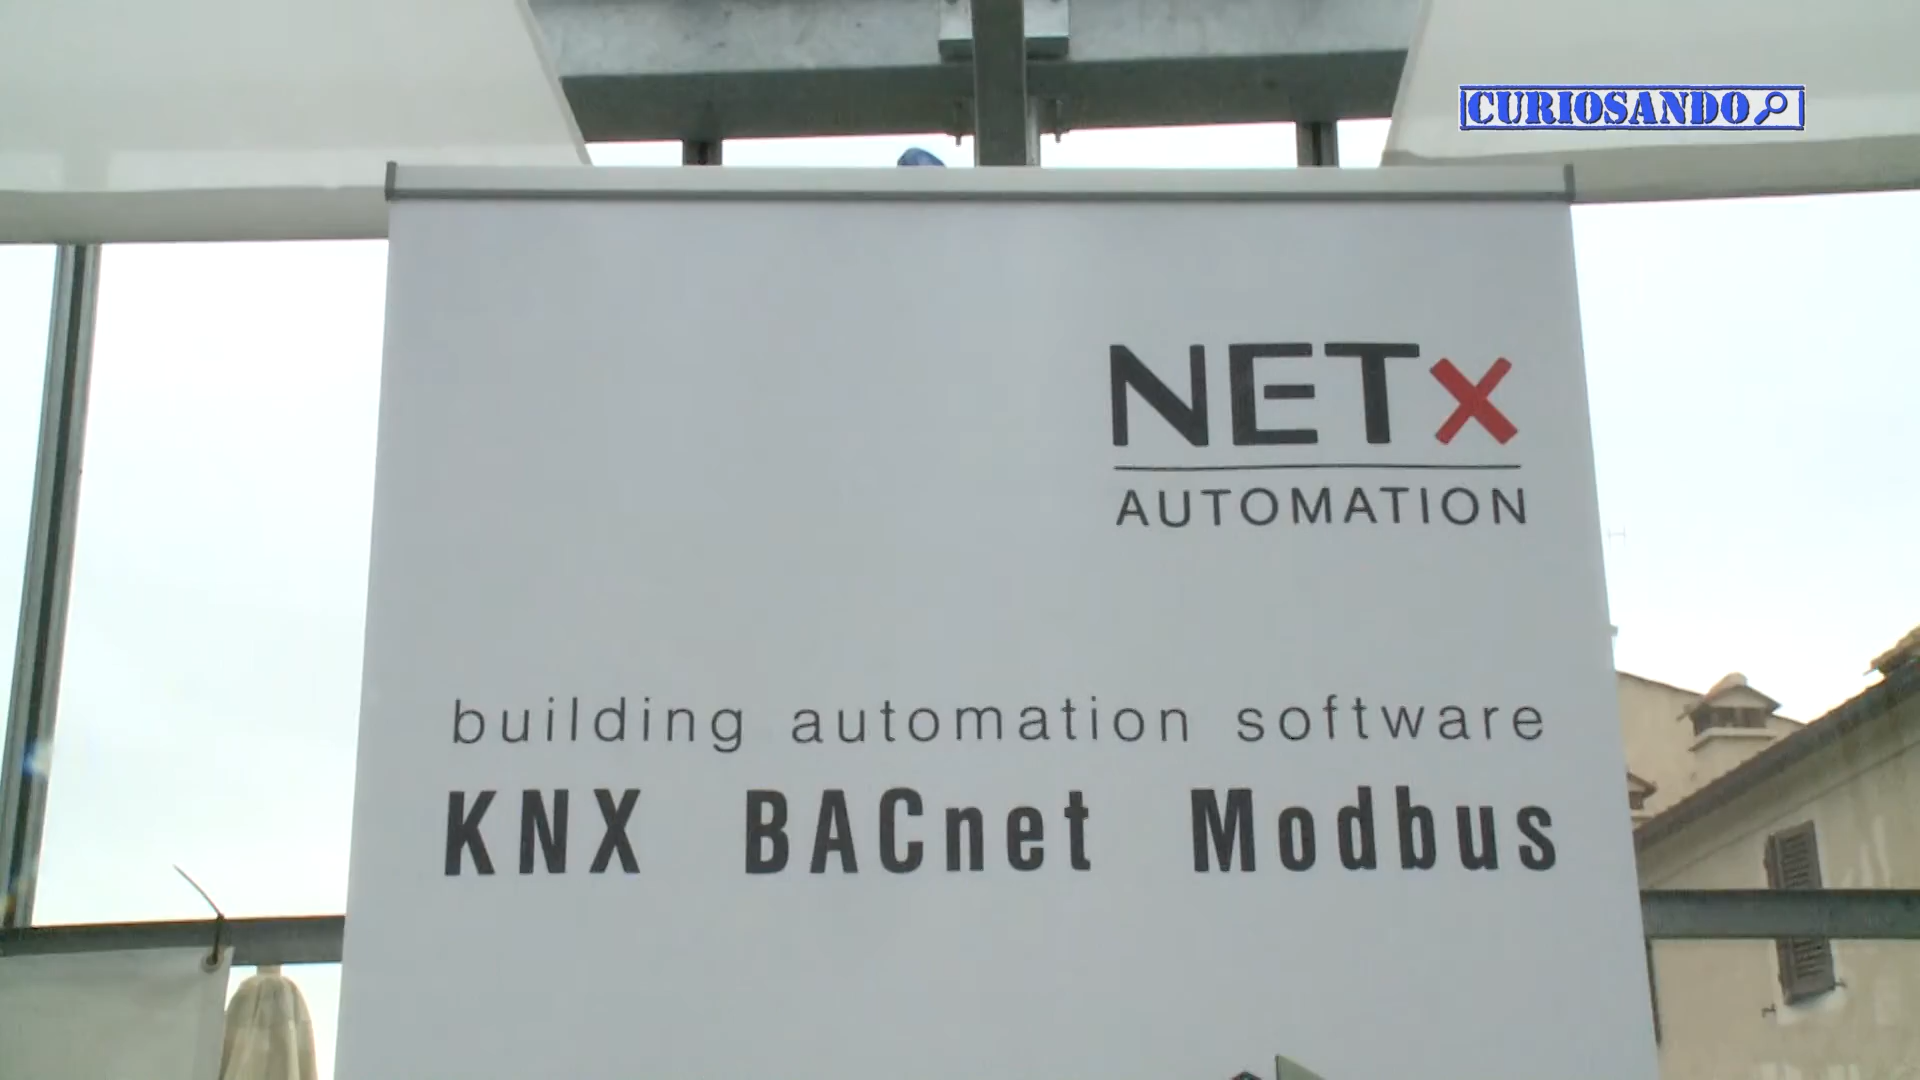 CURIOSANDO
NETx
AUTOMATION
building automation software
KNX BACnet Modbus